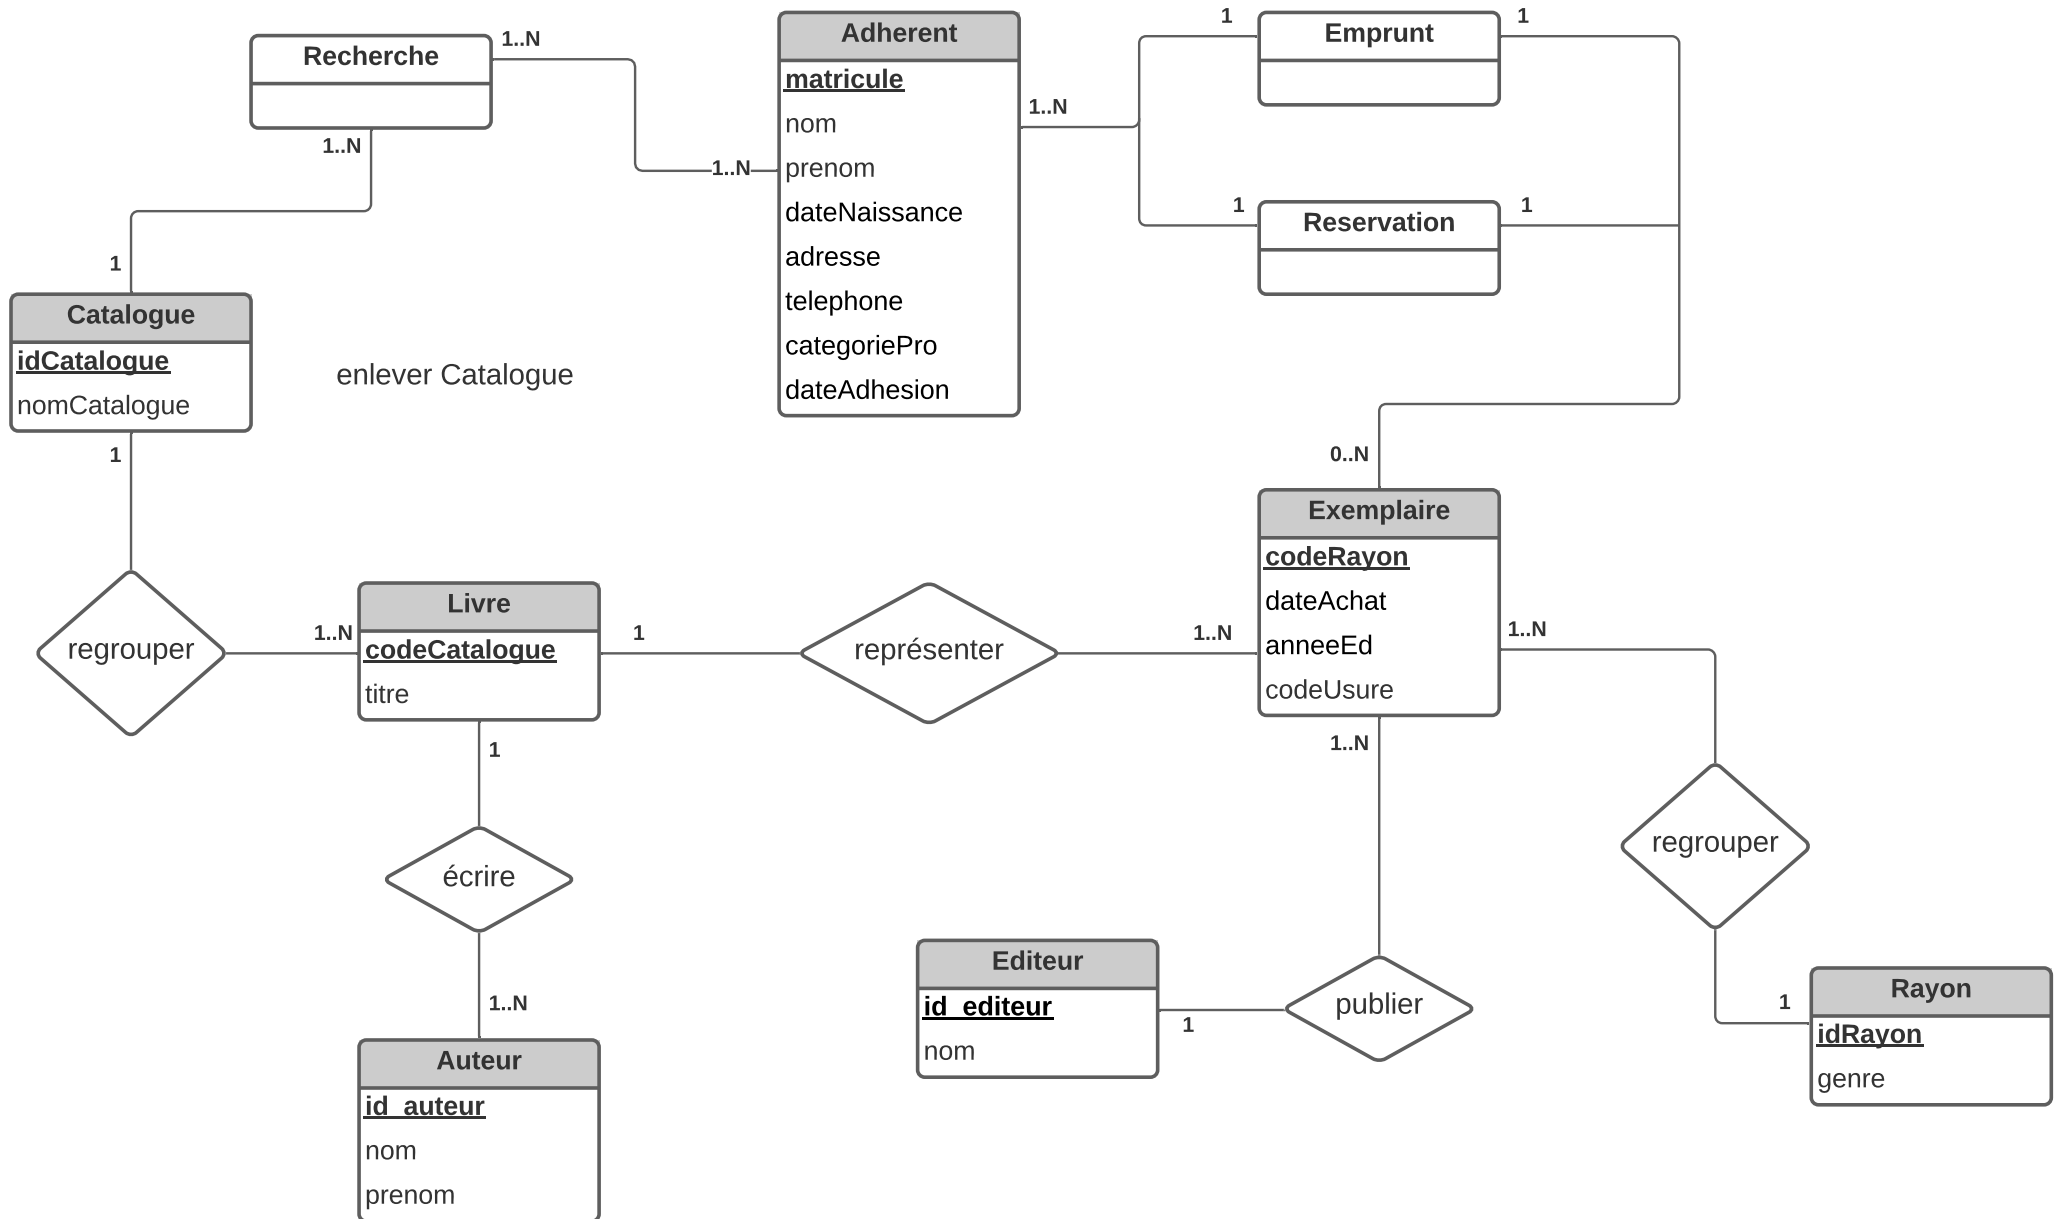 Recherche
1..N
1..N
Adherent
matricule
nom
prenom
dateNaissance
adresse
telephone
categoriePro
dateAdhesion
1..N
1..N
1
Emprunt
1
1
Reservation
1
0..N
1
Catalogue
idCatalogue
nomCatalogue
1
enlever Catalogue
regrouper
1..N
Livre
codeCatalogue
titre
1
représenter
1..N
Exemplaire
codeRayon
dateAchat
anneeEd
codeUsure
1..N
1..N
1
écrire
1..N
Auteur
id_auteur
nom
prenom
Editeur
id_editeur
nom
1
publier
regrouper
1
Rayon
idRayon
genre